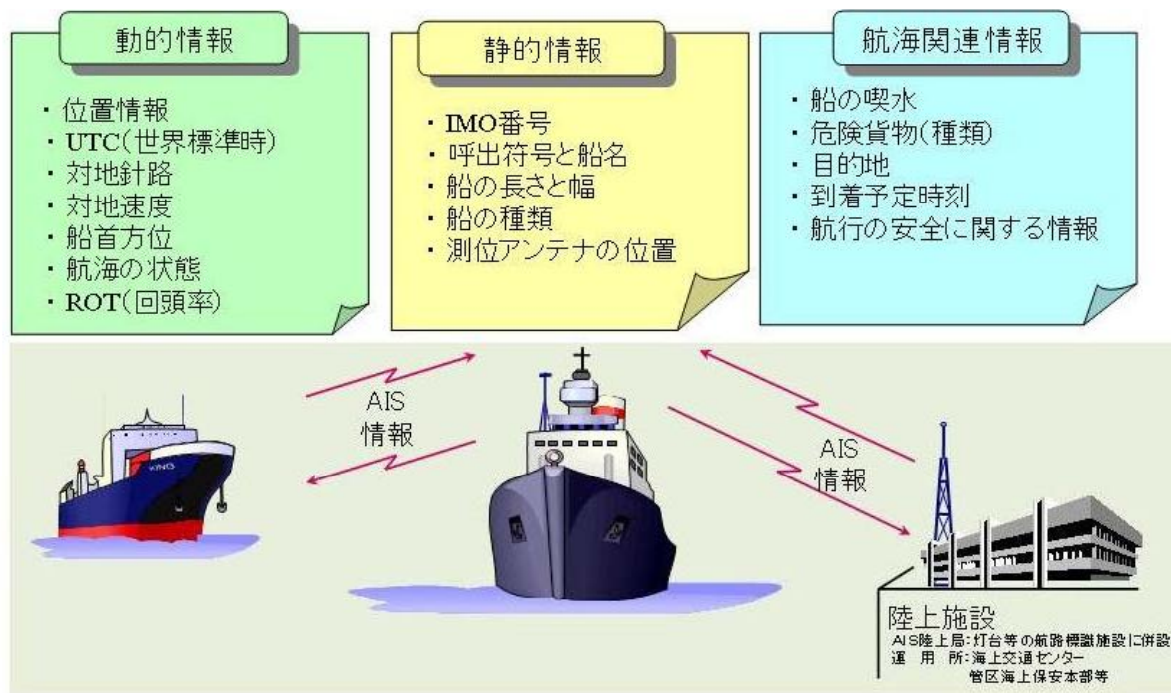 動的情報
・位置情報
・UTC(世界標準時)
・対地針路
・対地速度
・船首方位
・航海の状態
・ROT(回頭率)
静的情報
・IMO番号
・呼出符号と船名
・船の長さと幅
・船の種類
・測位アンテナの位置
航海関連情報
・船の喫水
・危険貨物(種類)
・目的地
・到着予定時刻
・航行の安全に関する情報
AIS
情報
AIS
情報
KING
陸上施設
AIS陸上局:灯台等の航路標識施設に併設
運 用 所:海上交通センター
管区海上保安本部等